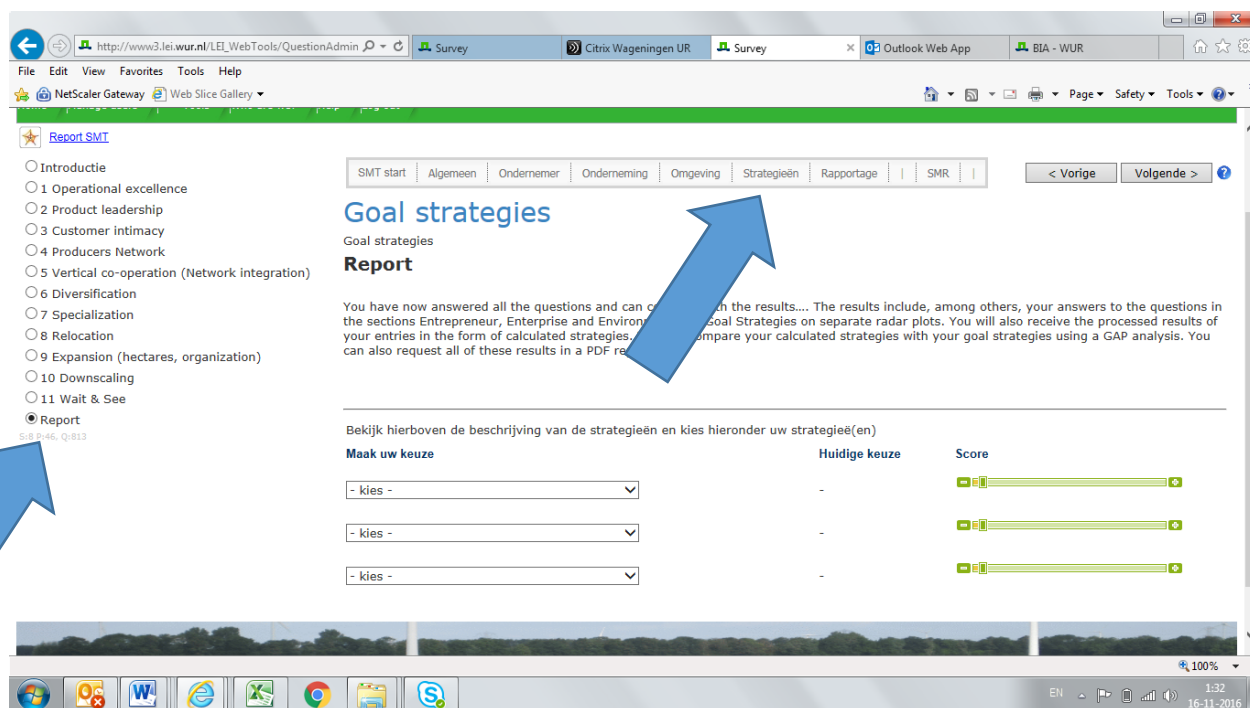 http://www3.lei.wur.nl/LEI_WebTools/QuestionAdmin
Survey
Citrix Wageningen UR
Survey
Outlook Web App
BIA - WUR
File Edit View Favorites Tools Help
NetScaler Gateway
Web Slice Gallery
Page Safety Tools
Report SMT
Introductie
1 Operational excellence
2 Product leadership
3 Customer intimacy
4 Producers Network
5 Vertical co-operation (Network integration)
6 Diversification
7 Specialization
8 Relocation
9 Expansion (hectares, organization)
10 Downscaling
11 Wait & See
Report
S:8 P:46, Q:813
SMT start | Algemeen | Ondernemer | Onderneming | Omgeving | Strategieën | Rapportage | | | SMR | |
< Vorige Volgende >
Goal strategies
Goal strategies
Report
You have now answered all the questions and can the results.... The results include, among others, your answers to the questions in
the sections Entrepreneur, Enterprise and Goal Strategies on separate radar plots. You will also receive the processed results of
your entries in the form of calculated strategies. your calculated strategies with your goal strategies using a GAP analysis. You
can also request all of these results in a PDF
Bekijk hierboven de beschrijving van de strategieën en kies hieronder uw strategieë(en)
Maak uw keuze Huidige keuze Score
- kies - -
- kies - -
- kies - -
100%
EN
1:32
16-11-2016